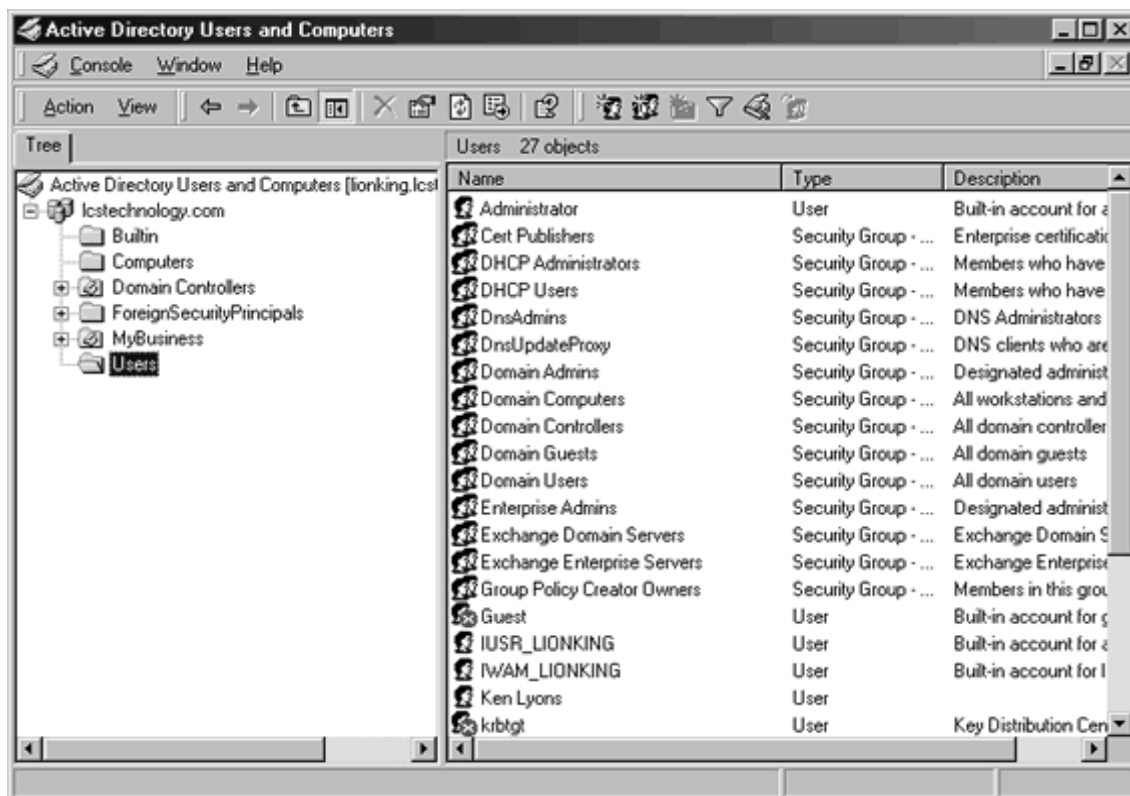 Active Directory Users and Computers
Console Window Help
Action View
Tree
Users 27 objects
Active Directory Users and Computers [lionking.lcst
lcstechnology.com
Builtin
Computers
Domain Controllers
ForeignSecurityPrincipals
MyBusiness
Users
Name Type Description
Administrator User Built-in account for a
Cert Publishers Security Group - ... Enterprise certificatio
DHCP Administrators Security Group - ... Members who have
DHCP Users Security Group - ... Members who have
DnsAdmins Security Group - ... DNS Administrators
DnsUpdateProxy Security Group - ... DNS clients who are
Domain Admins Security Group - ... Designated administ
Domain Computers Security Group - ... All workstations and
Domain Controllers Security Group - ... All domain controller
Domain Guests Security Group - ... All domain guests
Domain Users Security Group - ... All domain users
Enterprise Admins Security Group - ... Designated administ
Exchange Domain Servers Security Group - ... Exchange Domain S
Exchange Enterprise Servers Security Group - ... Exchange Enterprise
Group Policy Creator Owners Security Group - ... Members in this grou
Guest User Built-in account for g
IUSR_LIONKING User Built-in account for a
IWAM_LIONKING User Built-in account for I
Ken Lyons User
krbtgt User Key Distribution Cen